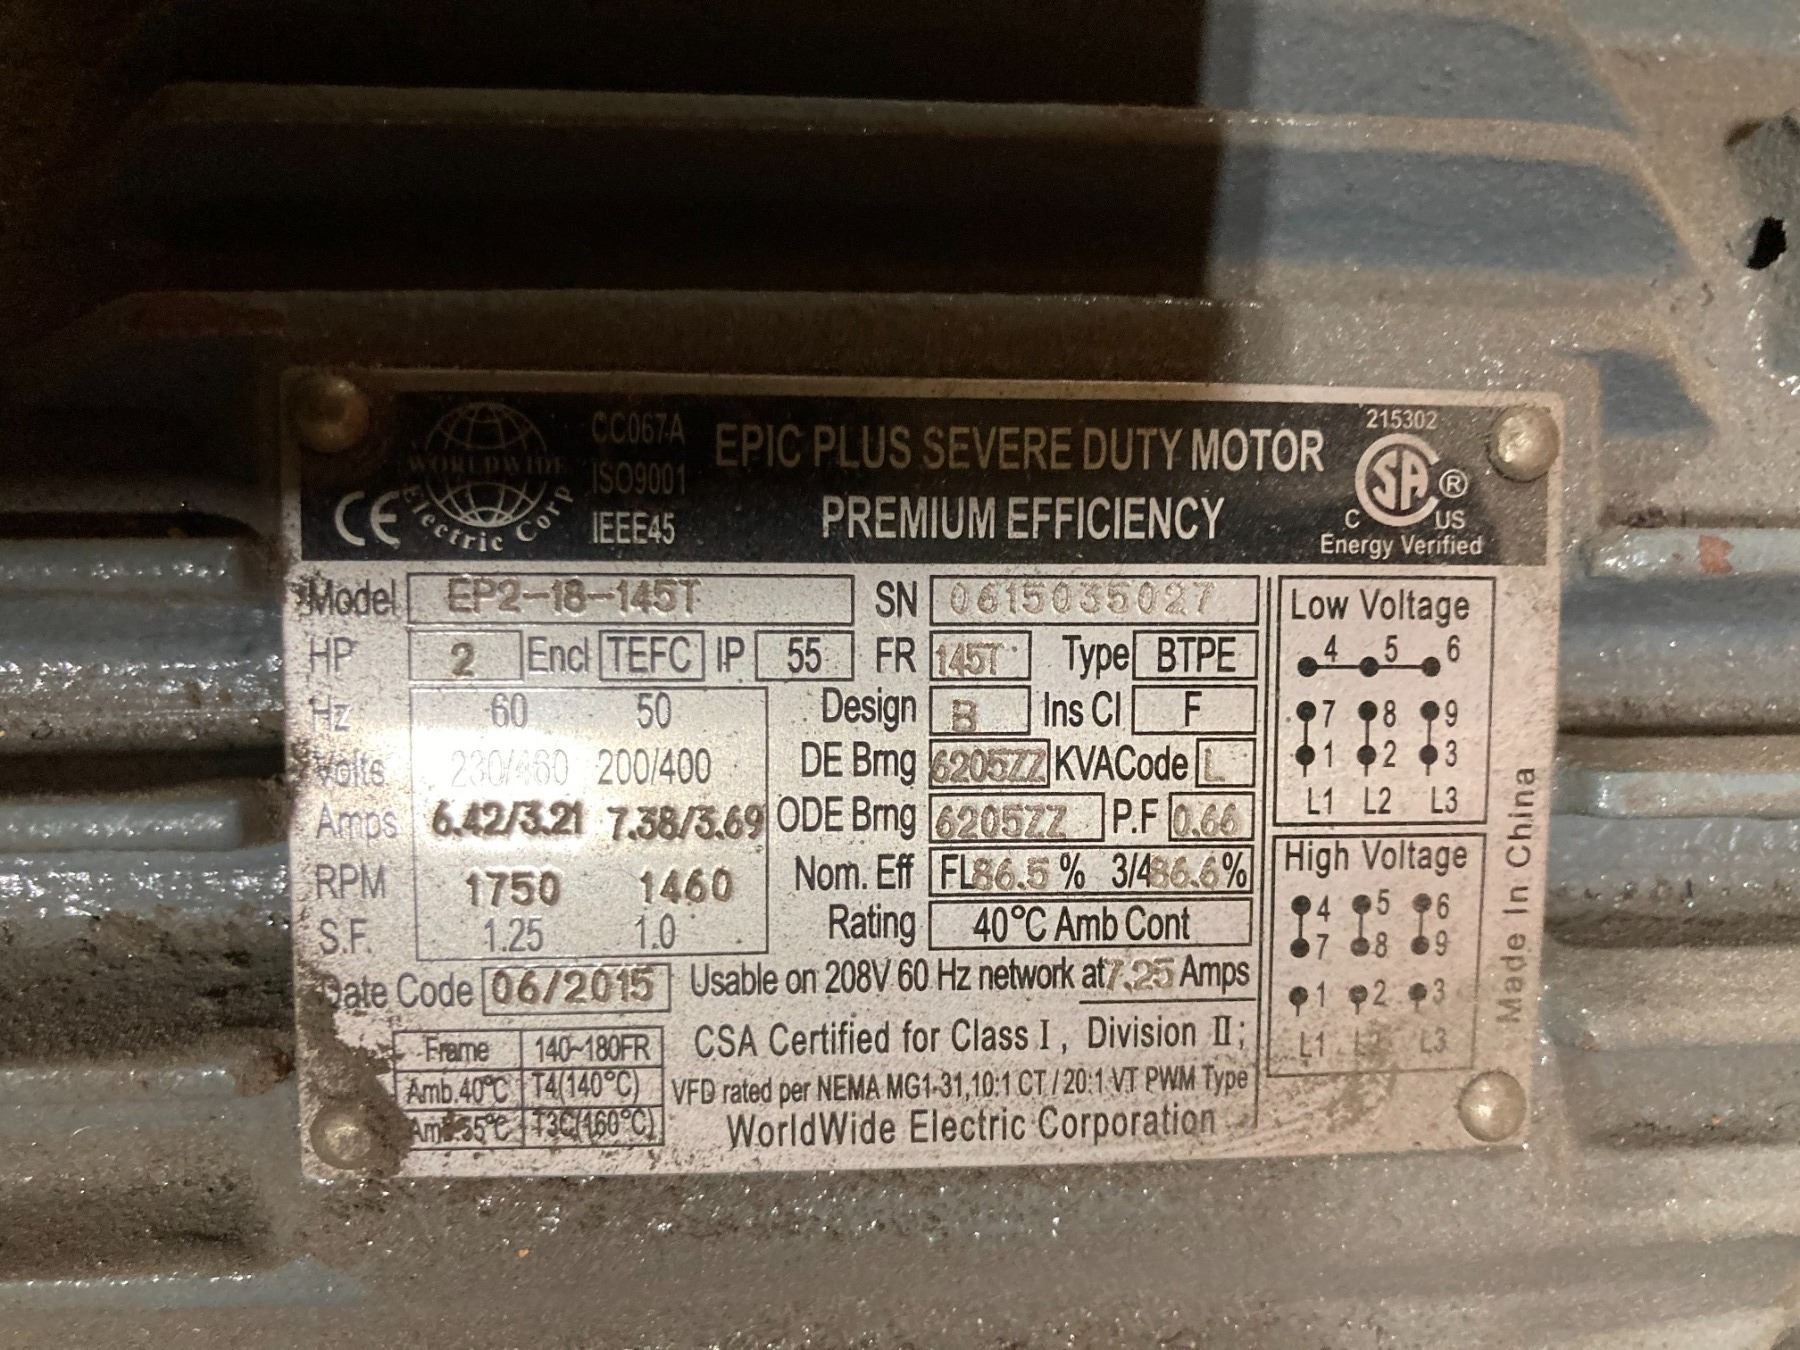 WORLDWIDE
Electric Corp
CC067A
ISO9001
IEEE45
CE
EPIC PLUS SEVERE DUTY MOTOR
PREMIUM EFFICIENCY
215302
CSA ®
C US
Energy Verified
Model EP2-18-145T SN 0615035027
HP 2 Encl TEFC IP 55 FR 145T Type BTPE
Hz 60 50 Design B Ins Cl F
Volts 230/460 200/400 DE Brng 6205ZZ KVACode L
Amps 6.42/3.21 7.38/3.69 ODE Brng 6205ZZ P.F 0.66
RPM 1750 1460 Nom. Eff FL86.5% 3/486.6%
S.F. 1.25 1.0 Rating 40°C Amb Cont
Date Code 06/2015 Usable on 208V 60 Hz network at 7.25 Amps
Frame 140~180FR
Amb.40°C T4(140°C)
Amb.55°C T3C(160°C)
CSA Certified for Class I, Division II;
VFD rated per NEMA MG1-31,10:1 CT / 20:1 VT PWM Type
WorldWide Electric Corporation
Low Voltage
4 5 6
7 8 9
1 2 3
L1 L2 L3
High Voltage
4 5 6
7 8 9
1 2 3
L1 L2 L3
Made In China